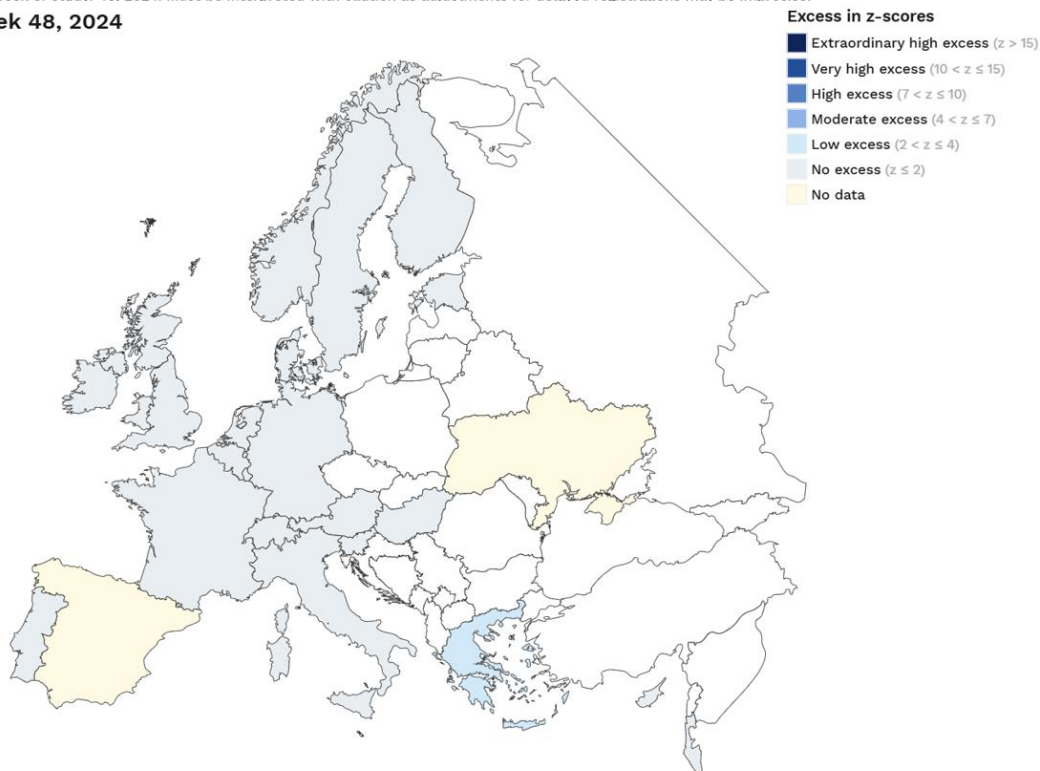 ek 48, 2024
Excess in z-scores
Extraordinary high excess (z > 15)
Very high excess (10 < z ≤ 15)
High excess (7 < z ≤ 10)
Moderate excess (4 < z ≤ 7)
Low excess (2 < z ≤ 4)
No excess (z ≤ 2)
No data